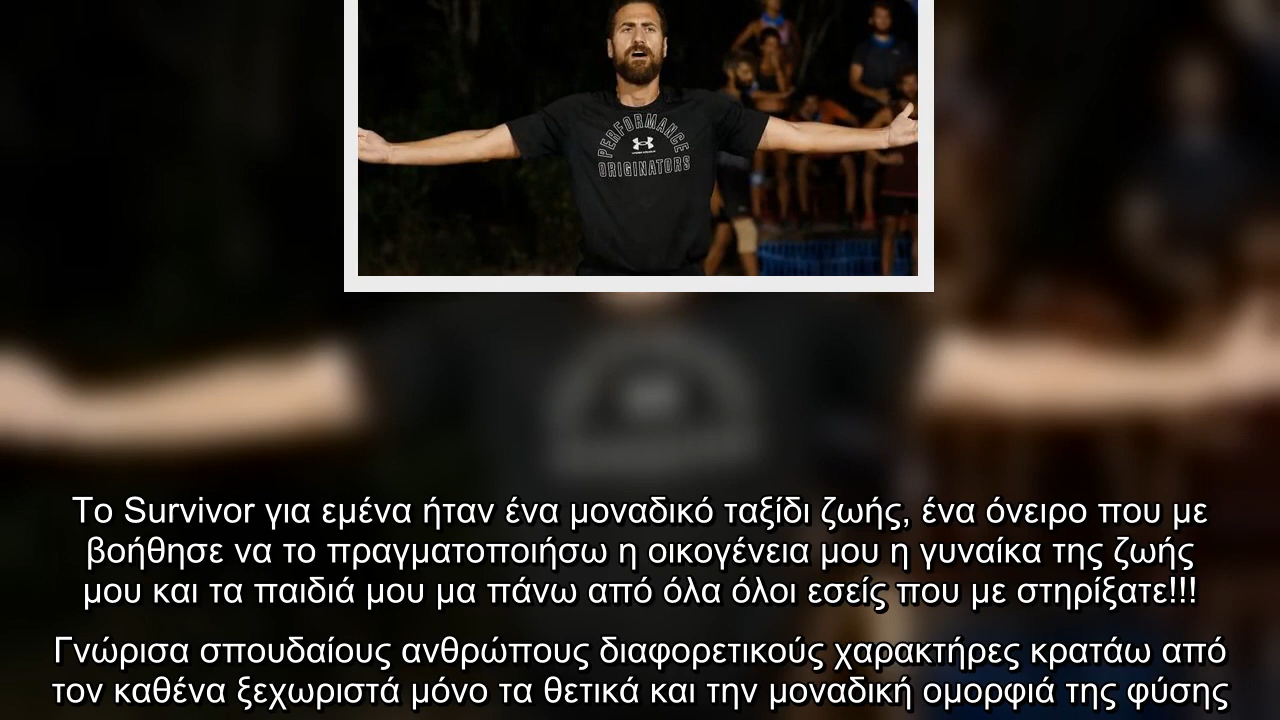 PERFORMANCE
ORIGINATORS
Το Survivor για εμένα ήταν ένα μοναδικό ταξίδι ζωής, ένα όνειρο που με
βοήθησε να το πραγματοποιήσω η οικογένεια μου η γυναίκα της ζωής
μου και τα παιδιά μου μα πάνω από όλα όλοι εσείς που με στηρίξατε!!!
Γνώρισα σπουδαίους ανθρώπους διαφορετικούς χαρακτήρες κρατάω από
τον καθένα ξεχωριστά μόνο τα θετικά και την μοναδική ομορφιά της φύσης